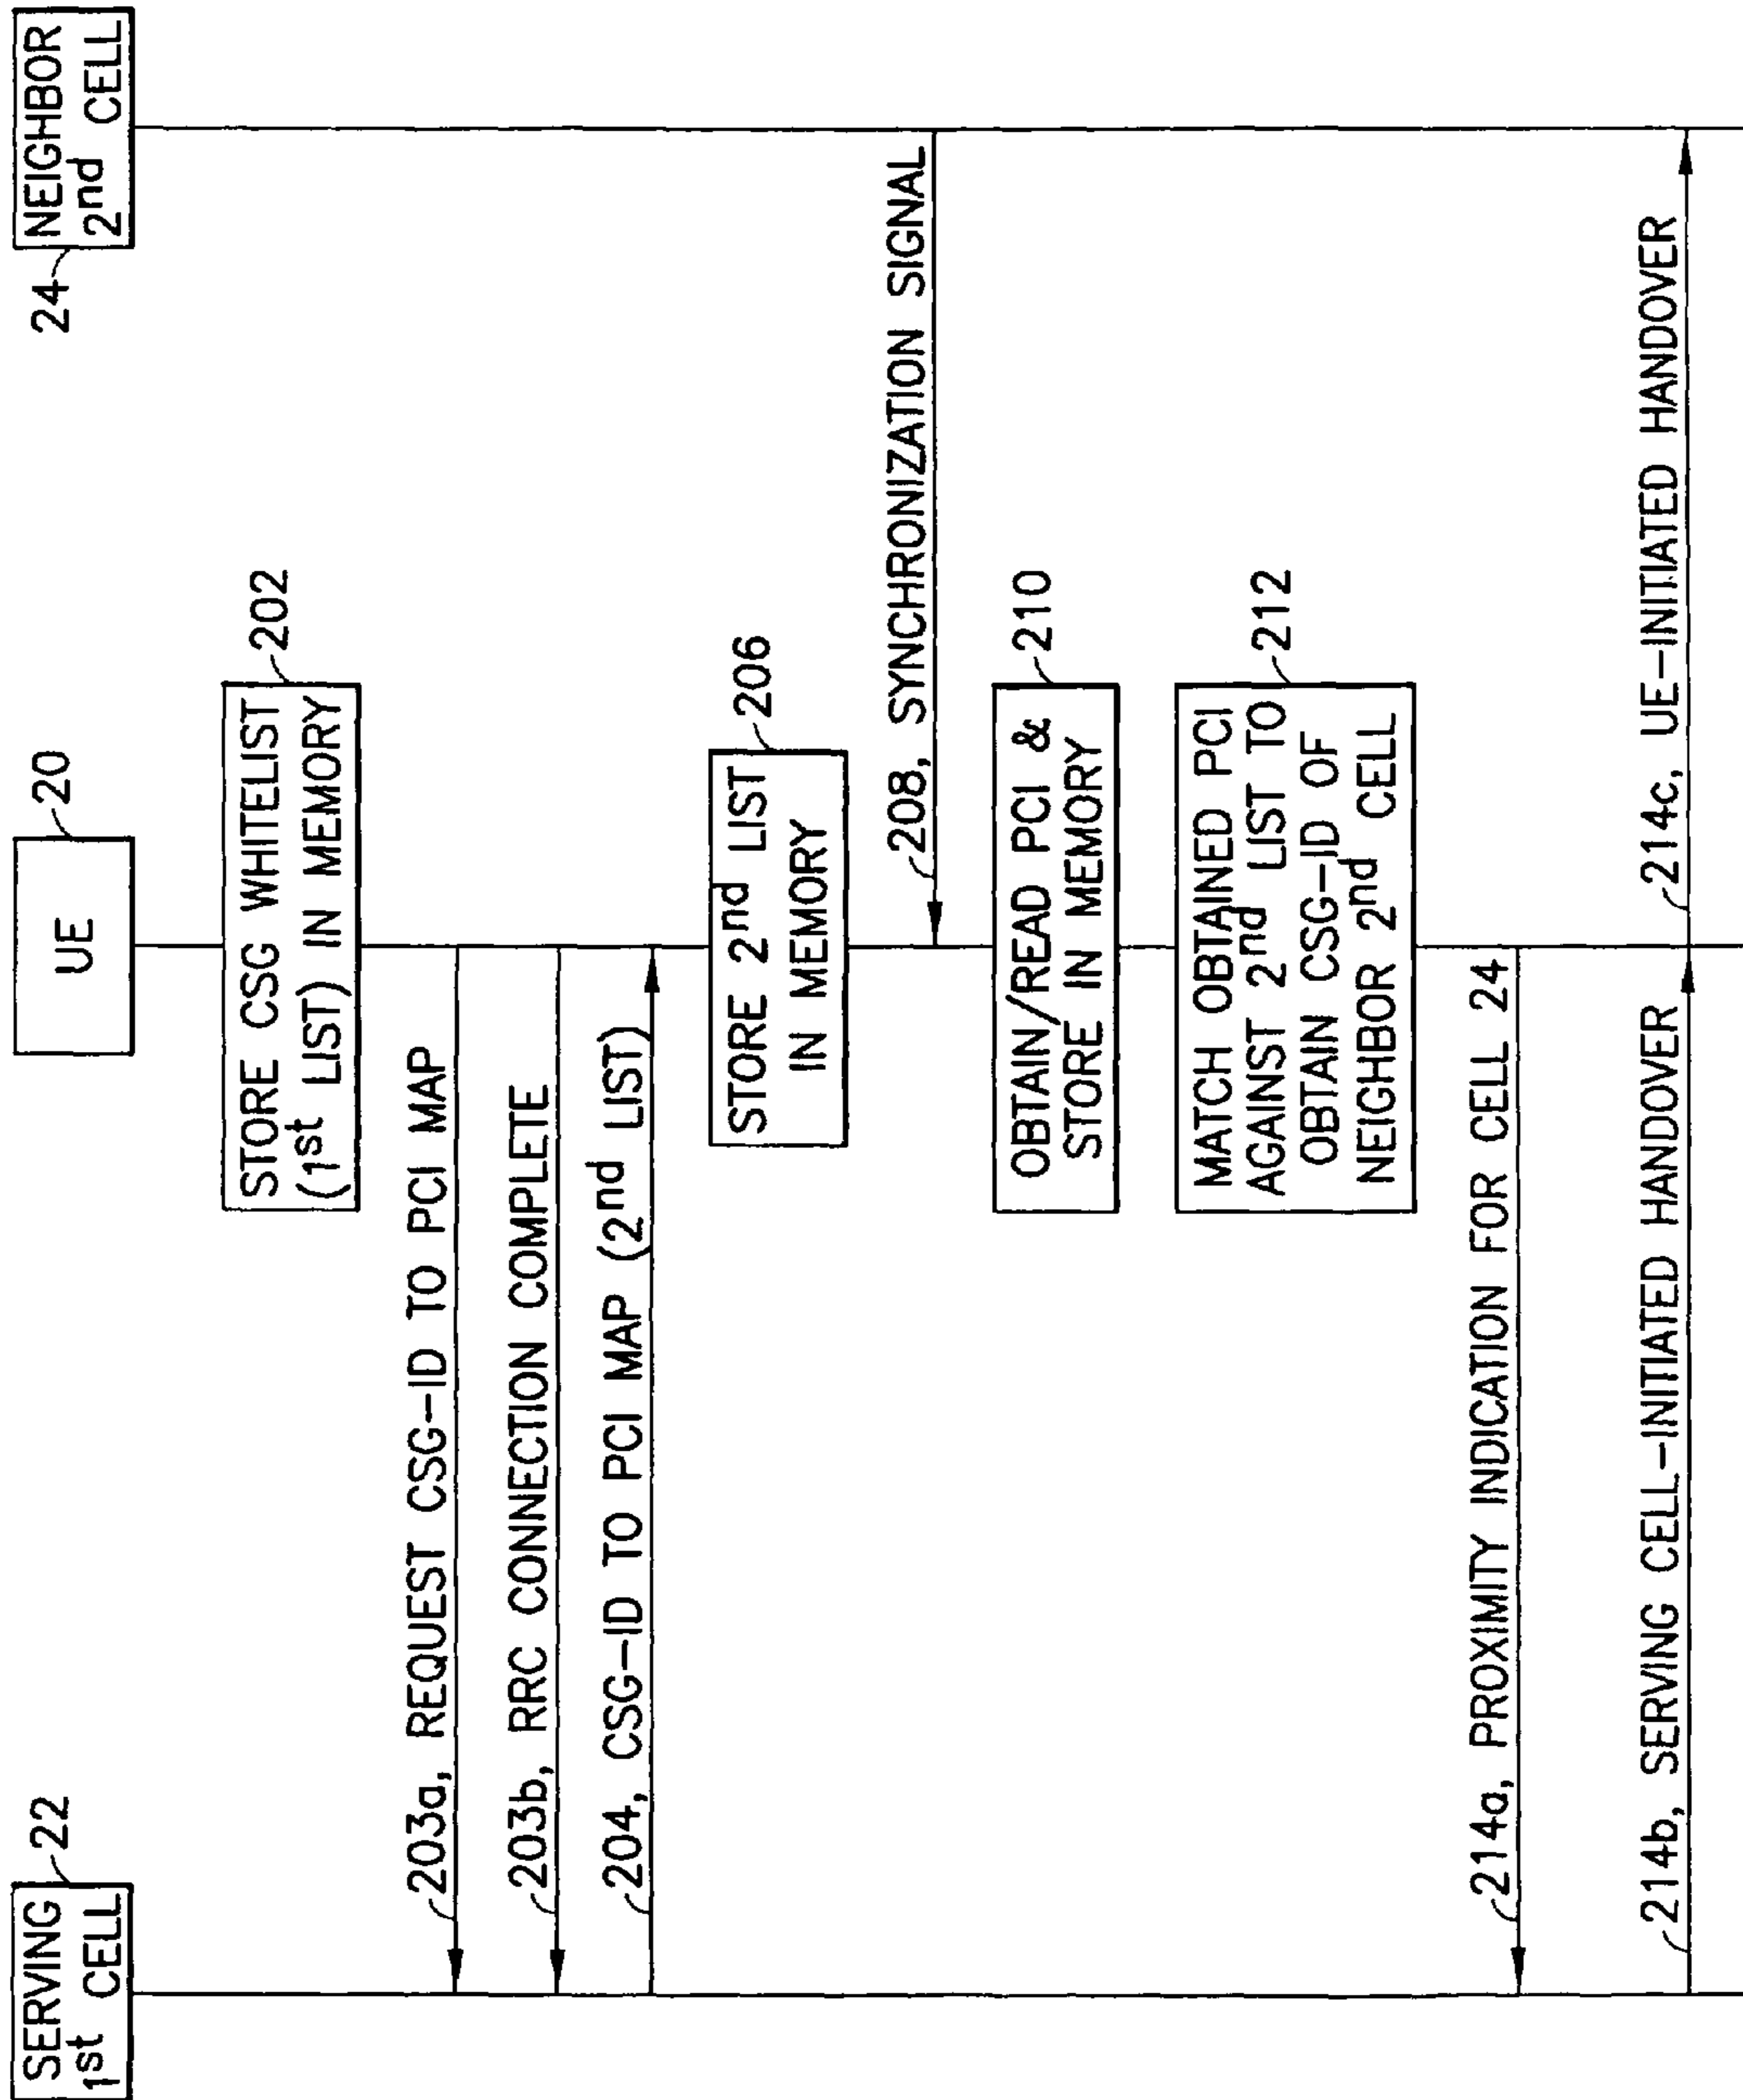 SERVING
1st CELL
22
UE
20
NEIGHBOR
2nd CELL
24
STORE CSG WHITELIST
(1st LIST) IN MEMORY
202
203a, REQUEST CSG-ID TO PCI MAP
203b, RRC CONNECTION COMPLETE
204, CSG-ID TO PCI MAP (2nd LIST)
STORE 2nd LIST
IN MEMORY
206
208, SYNCHRONIZATION SIGNAL
OBTAIN/READ PCI &
STORE IN MEMORY
210
MATCH OBTAINED PCI
AGAINST 2nd LIST TO
OBTAIN CSG-ID OF
NEIGHBOR 2nd CELL
212
214a, PROXIMITY INDICATION FOR CELL 24
214b, SERVING CELL-INITIATED HANDOVER
214c, UE-INITIATED HANDOVER